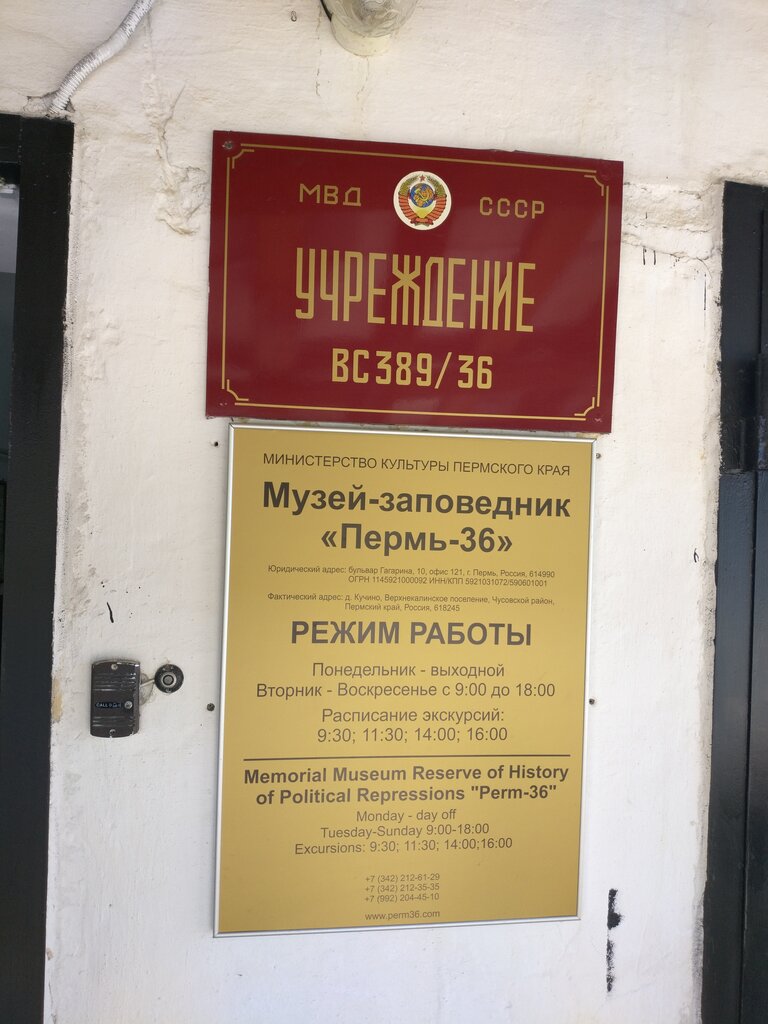 МВД СССР
УЧРЕЖДЕНИЕ
ВС389/36
МИНИСТЕРСТВО КУЛЬТУРЫ ПЕРМСКОГО КРАЯ
Музей-заповедник
«Пермь-36»
Юридический адрес: бульвар Гагарина, 10, офис 121, г. Пермь, Россия, 614990
ОГРН 1145921000092 ИНН/КПП 5921031072/590601001
Фактический адрес: д. Кучино, Верхнекалинское поселение, Чусовской район,
Пермский край, Россия, 618245
РЕЖИМ РАБОТЫ
Понедельник - выходной
Вторник - Воскресенье с 9:00 до 18:00
Расписание экскурсий:
9:30; 11:30; 14:00; 16:00
Memorial Museum Reserve of History
of Political Repressions "Perm-36"
Monday - day off
Tuesday-Sunday 9:00-18:00
Excursions: 9:30; 11:30; 14:00;16:00
+7 (342) 212-61-29
+7 (342) 212-35-35
+7 (992) 204-45-10
www.perm36.com
CALL